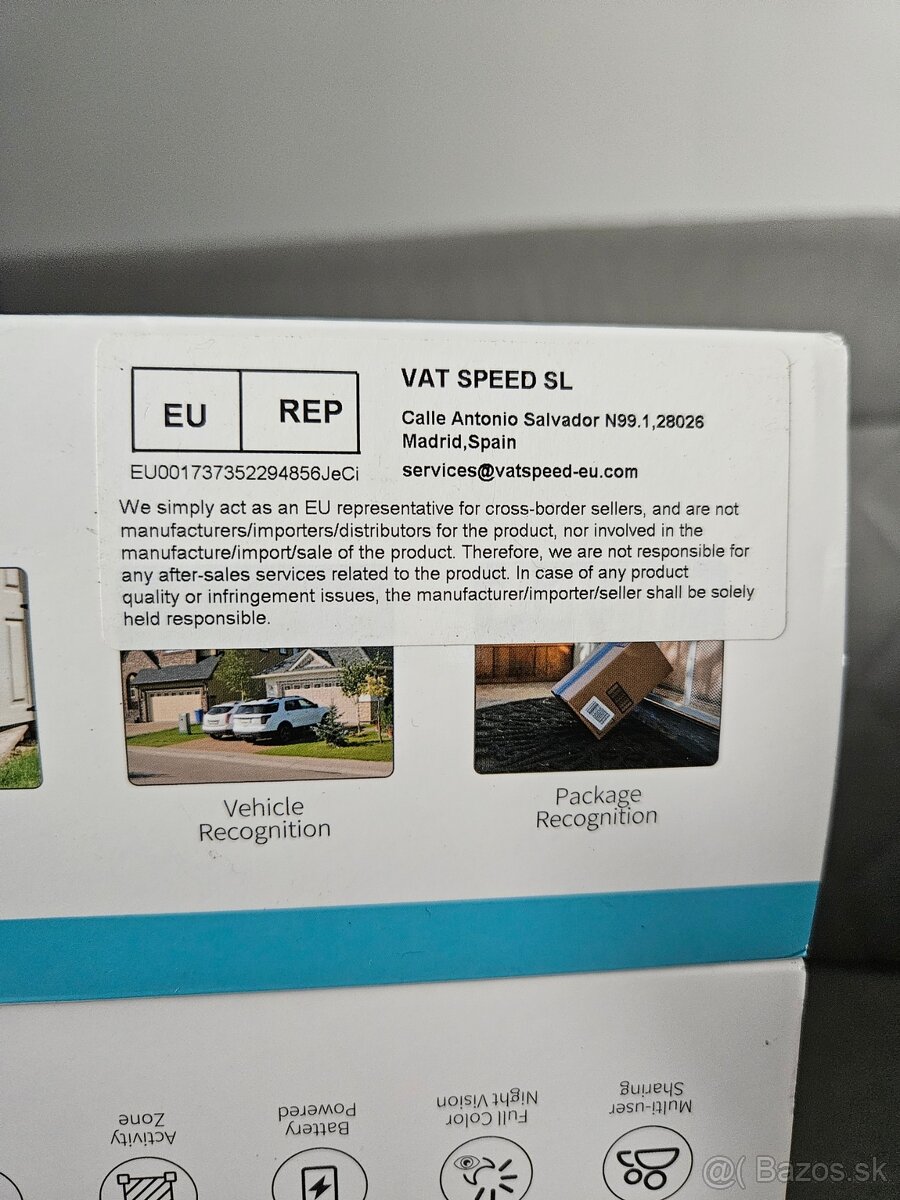 EU REP
EU001737352294856JeCi
VAT SPEED SL
Calle Antonio Salvador N99.1,28026
Madrid,Spain
services@vatspeed-eu.com
We simply act as an EU representative for cross-border sellers, and are not
manufacturers/importers/distributors for the product, nor involved in the
manufacture/import/sale of the product. Therefore, we are not responsible for
any after-sales services related to the product. In case of any product
quality or infringement issues, the manufacturer/importer/seller shall be solely
held responsible.
Vehicle
Recognition
Package
Recognition
Activity
Zone
Battery
Powered
Full Color
Night Vision
Multi-user
Sharing
@( Bazos.sk